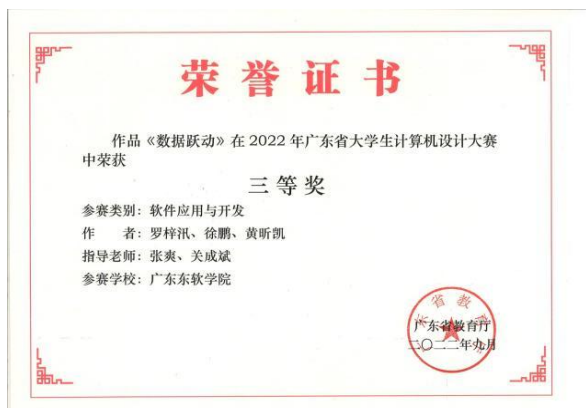 荣誉证书
作品《数据跃动》在 2022 年广东省大学生计算机设计大赛
中荣获
三等奖
参赛类别：软件应用与开发
作　　者：罗梓汛、徐鹏、黄昕凯
指导老师：张爽、关成斌
参赛学校：广东东软学院
广东省教育厅
二〇二二年九月